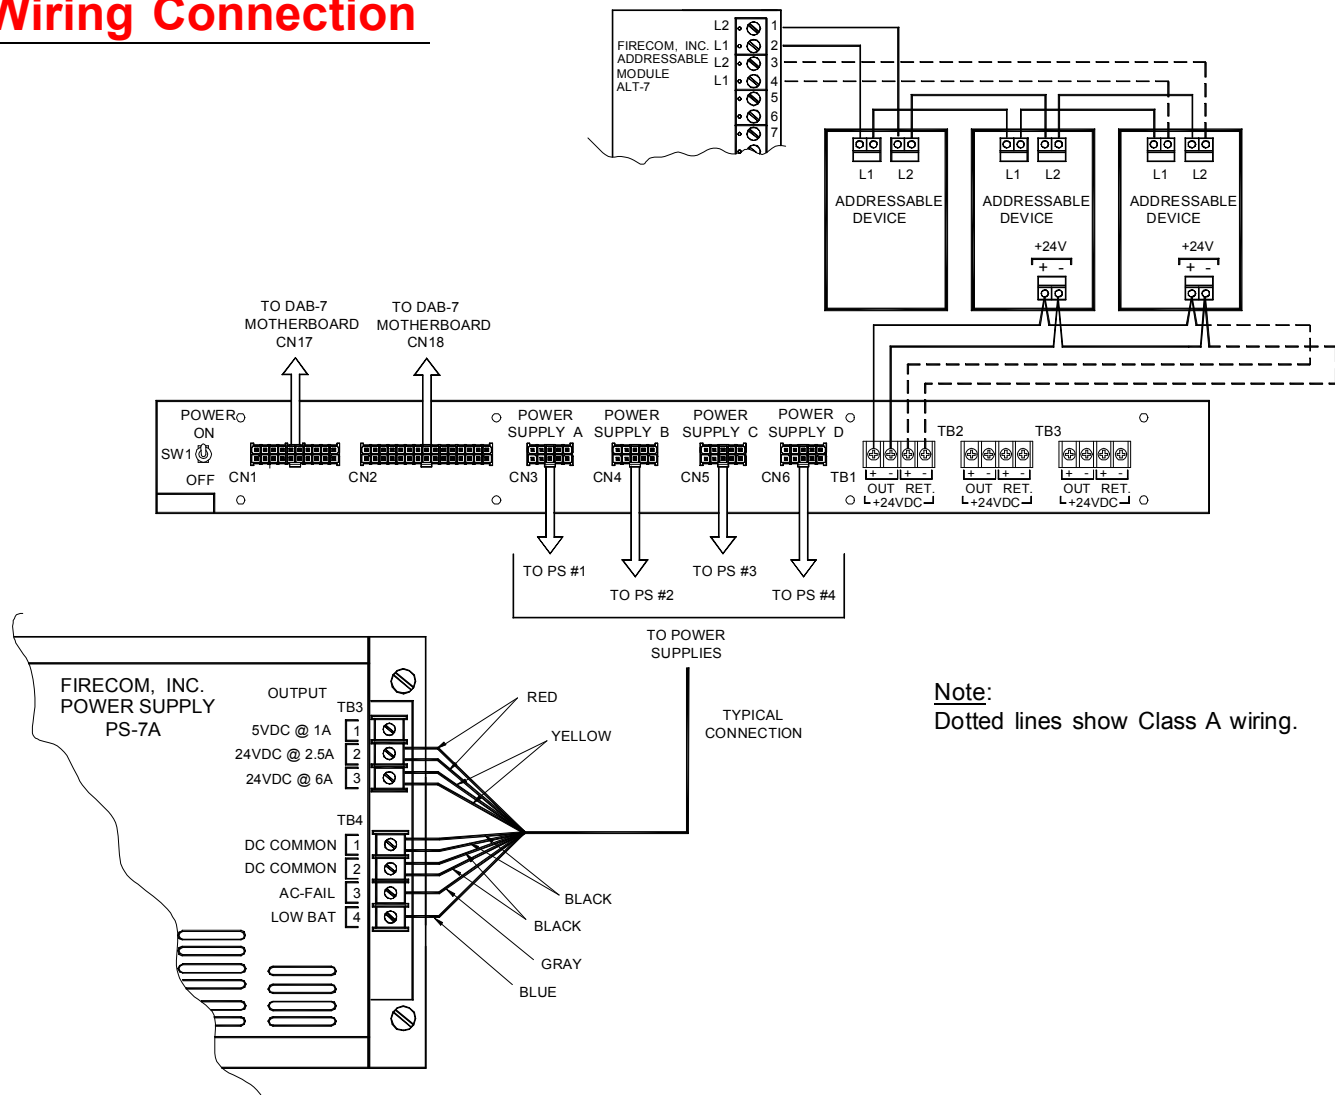 Wiring Connection
FIRECOM, INC.
ADDRESSABLE
MODULE
ALT-7
L2 1
L1 2
L2 3
L1 4
5
6
7
L1 L2
ADDRESSABLE
DEVICE
L1 L2
ADDRESSABLE
DEVICE
+24V
+ -
L1 L2
ADDRESSABLE
DEVICE
+24V
+ -
TO DAB-7
MOTHERBOARD
CN17
TO DAB-7
MOTHERBOARD
CN18
POWER
ON
SW1
OFF
CN1
CN2
POWER
SUPPLY A
CN3
POWER
SUPPLY B
CN4
POWER
SUPPLY C
CN5
POWER
SUPPLY D
CN6
TB1
+ - + -
OUT RET.
+24VDC
TB2
+ - + -
OUT RET.
+24VDC
TB3
+ - + -
OUT RET.
+24VDC
TO PS #1
TO PS #2
TO PS #3
TO PS #4
TO POWER
SUPPLIES
TYPICAL
CONNECTION
FIRECOM, INC.
POWER SUPPLY
PS-7A
OUTPUT
TB3
5VDC @ 1A 1
24VDC @ 2.5A 2
24VDC @ 6A 3
TB4
DC COMMON 1
DC COMMON 2
AC-FAIL 3
LOW BAT 4
RED
YELLOW
BLACK
BLACK
GRAY
BLUE
Note:
Dotted lines show Class A wiring.